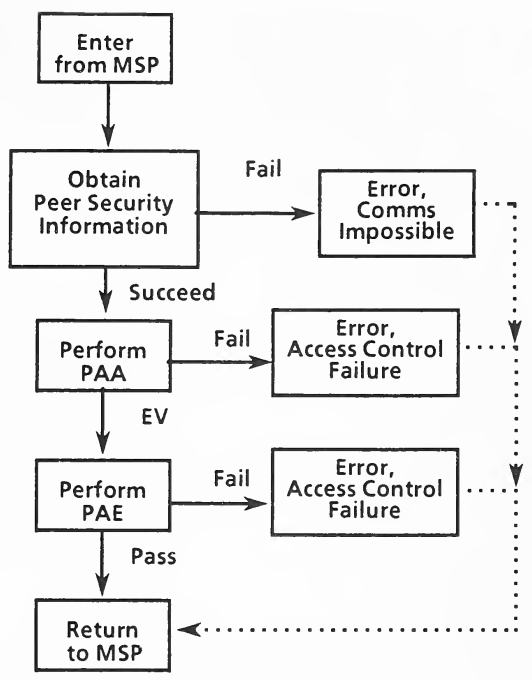 Enter
from MSP
Obtain
Peer Security
Information
Fail
Error,
Comms
Impossible
Succeed
Perform
PAA
Fail
Error,
Access Control
Failure
EV
Perform
PAE
Fail
Error,
Access Control
Failure
Pass
Return
to MSP